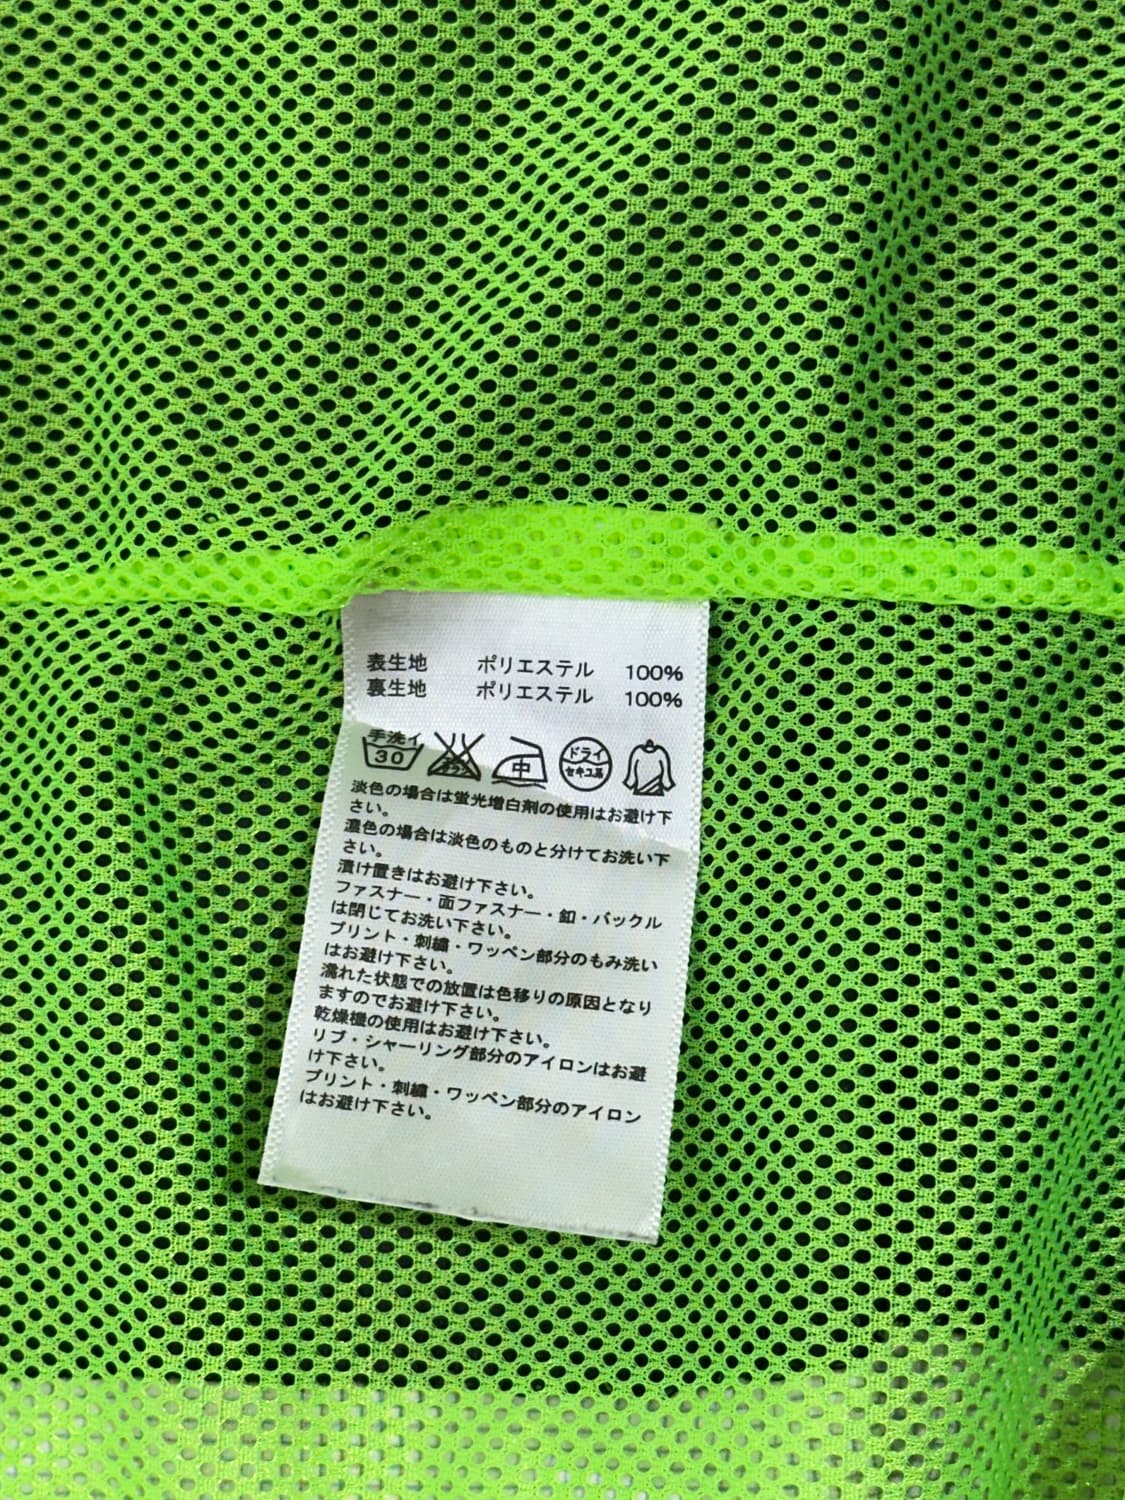 表生地 ポリエステル 100%
裏生地 ポリエステル 100%
手洗イ 30 中 ドライ セキユ系
淡色の場合は蛍光増白剤の使用はお避け下
さい。
濃色の場合は淡色のものと分けてお洗い下
さい。
漬け置きはお避け下さい。
ファスナー・面ファスナー・釦・バックル
は閉じてお洗い下さい。
プリント・刺繍・ワッペン部分のもみ洗い
はお避け下さい。
濡れた状態での放置は色移りの原因となり
ますのでお避け下さい。
乾燥機の使用はお避け下さい。
リブ・シャーリング部分のアイロンはお避
け下さい。
プリント・刺繍・ワッペン部分のアイロン
はお避け下さい。